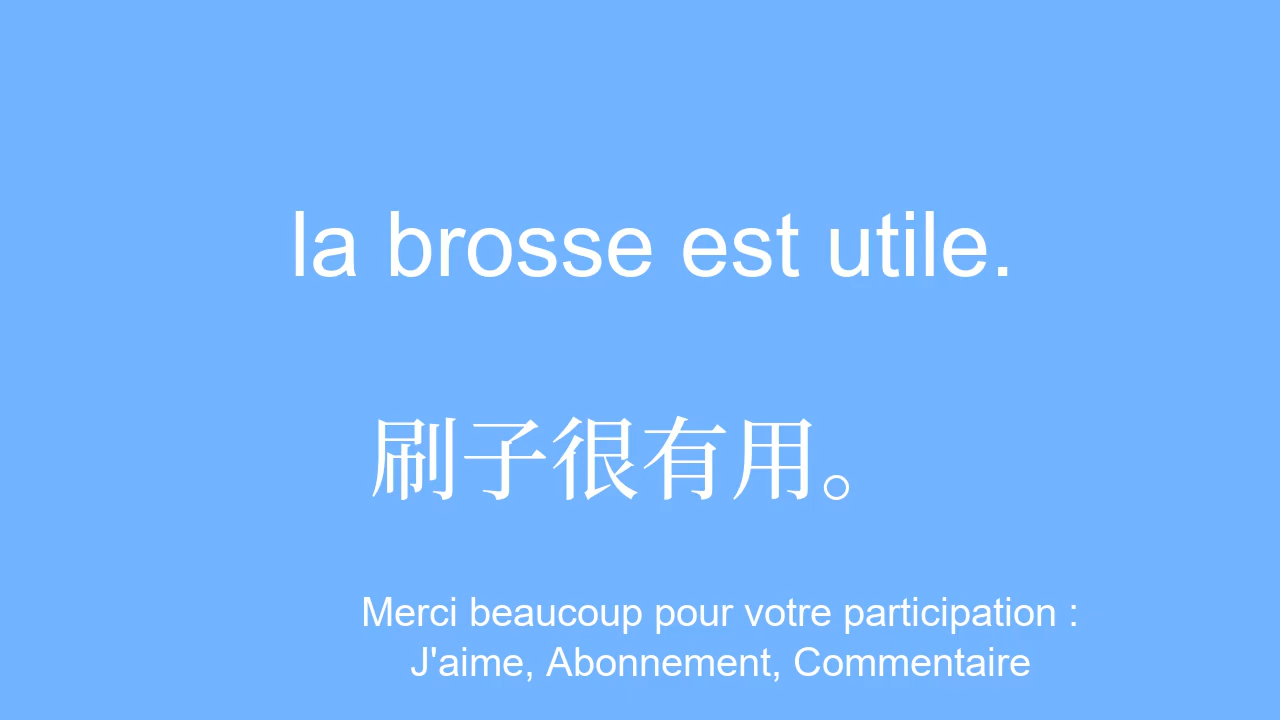 la brosse est utile.
刷子很有用。
Merci beaucoup pour votre participation :
J'aime, Abonnement, Commentaire